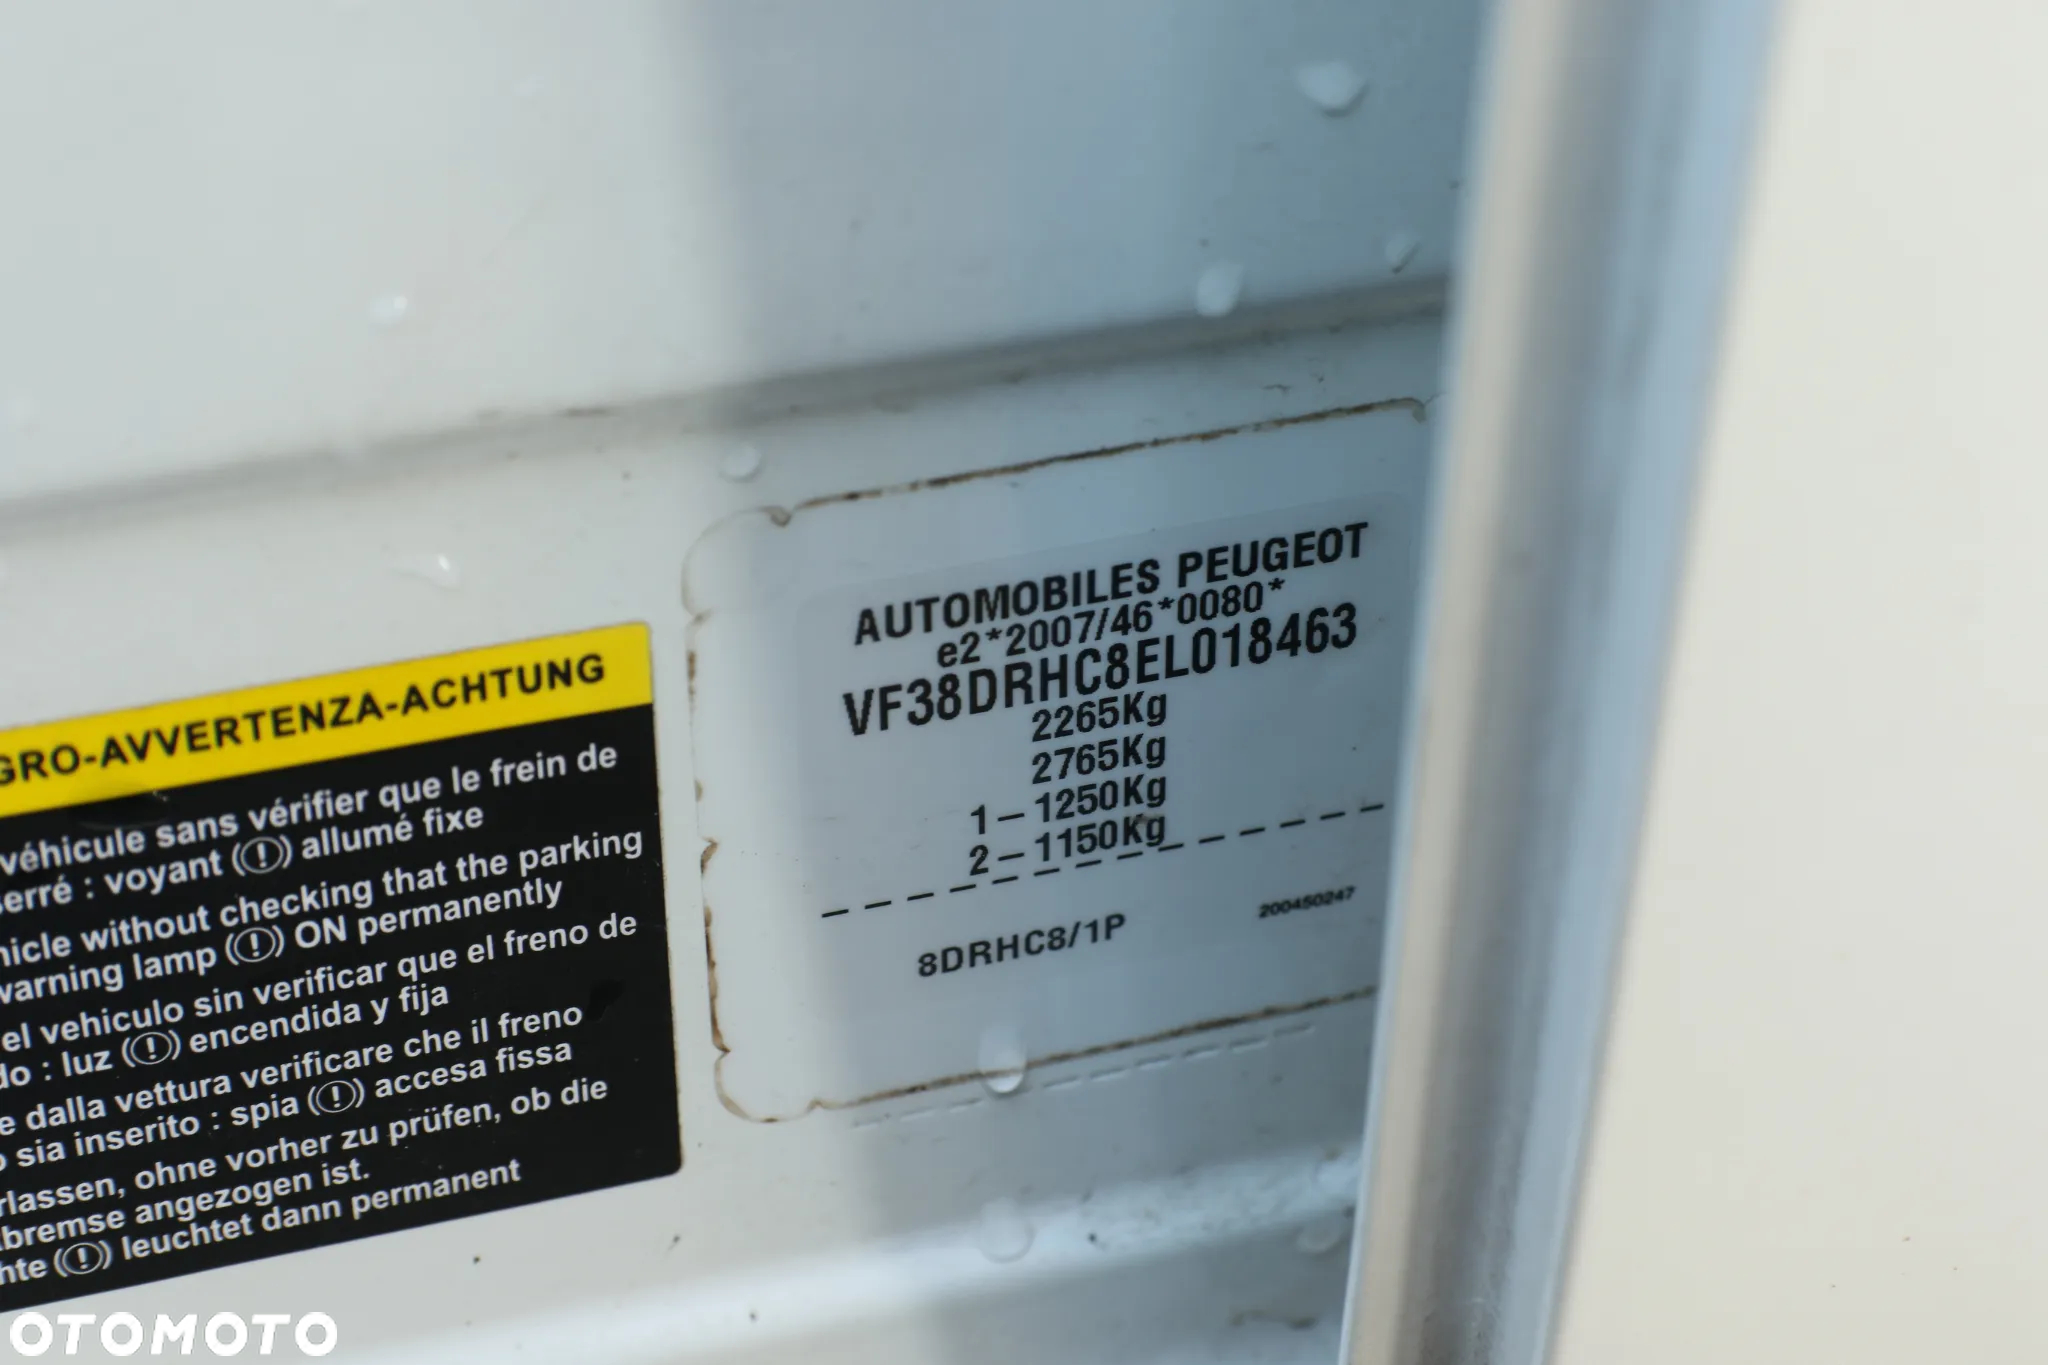 GRO-AVVERTENZA-ACHTUNG
véhicule sans vérifier que le frein de
serré : voyant (!) allumé fixe
hicle without checking that the parking
warning lamp (!) ON permanently
el vehiculo sin verificar que el freno de
do : luz (!) encendida y fija
e dalla vettura verificare che il freno
o sia inserito : spia (!) accesa fissa
rlassen, ohne vorher zu prüfen, ob die
bremse angezogen ist.
hte (!) leuchtet dann permanent
AUTOMOBILES PEUGEOT
e2*2007/46*0080*
VF38DRHC8EL018463
2265Kg
2765Kg
1-1250Kg
2-1150Kg
8DRHC8/1P
200450247
OTOMOTO